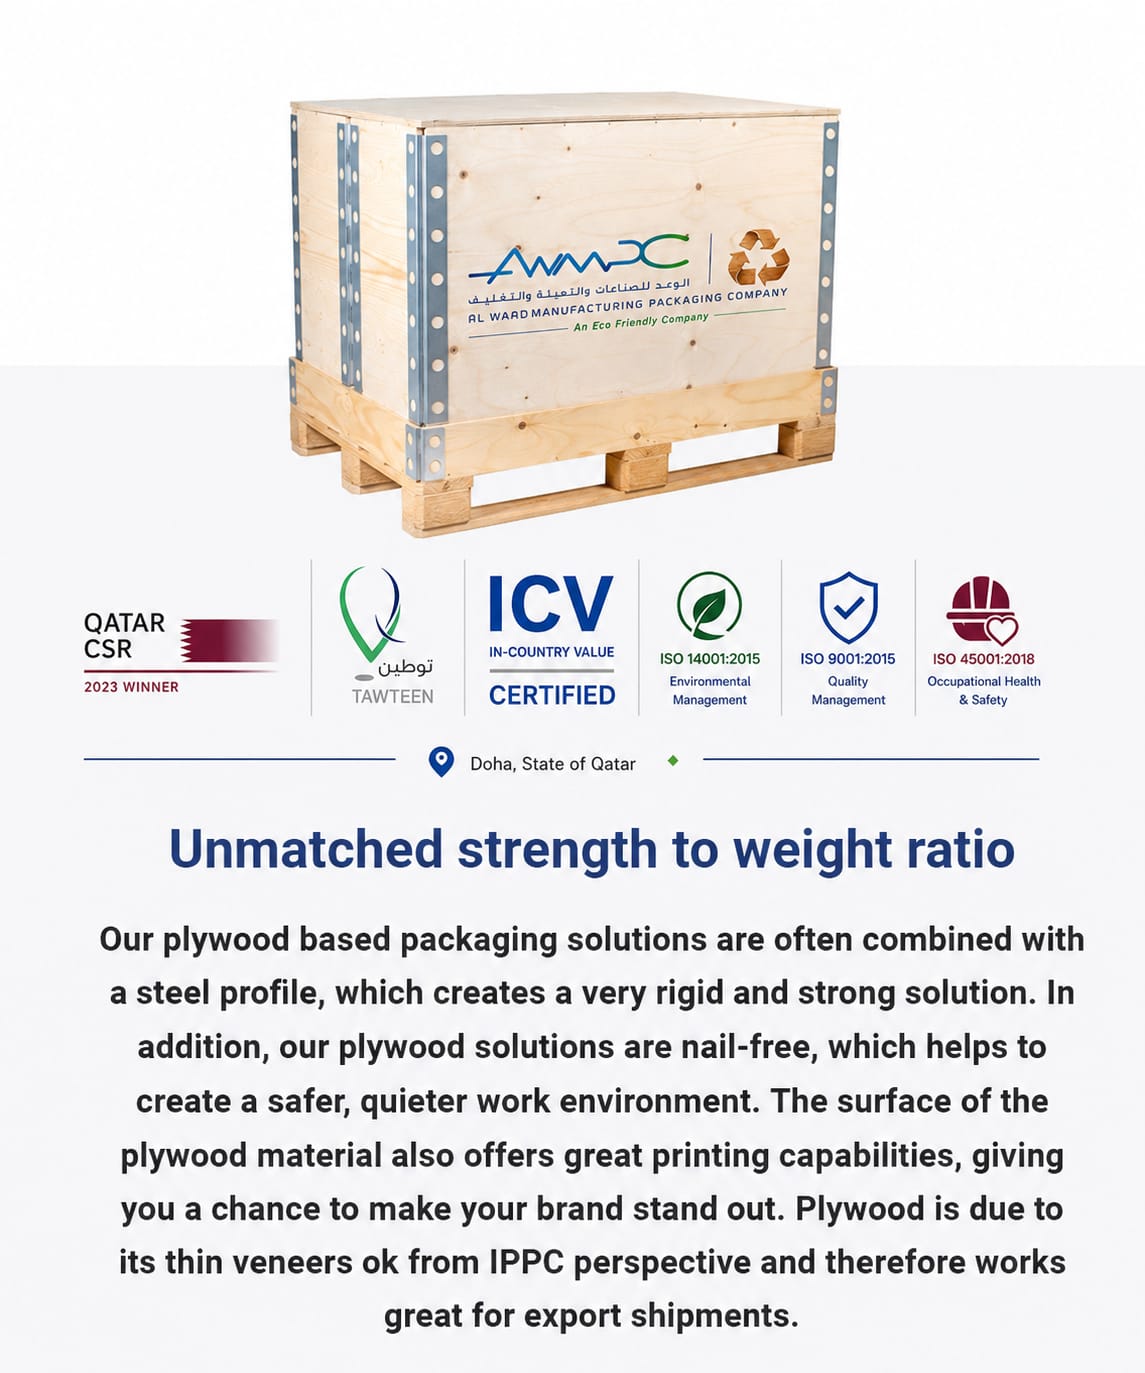 AWMPC
الوعد للصناعات والتعبئة والتغليف
AL WAAD MANUFACTURING PACKAGING COMPANY
An Eco Friendly Company
QATAR
CSR
2023 WINNER
توطين
TAWTEEN
ICV
IN-COUNTRY VALUE
CERTIFIED
ISO 14001:2015
Environmental
Management
ISO 9001:2015
Quality
Management
ISO 45001:2018
Occupational Health
& Safety
Doha, State of Qatar
Unmatched strength to weight ratio
Our plywood based packaging solutions are often combined with
a steel profile, which creates a very rigid and strong solution. In
addition, our plywood solutions are nail-free, which helps to
create a safer, quieter work environment. The surface of the
plywood material also offers great printing capabilities, giving
you a chance to make your brand stand out. Plywood is due to
its thin veneers ok from IPPC perspective and therefore works
great for export shipments.